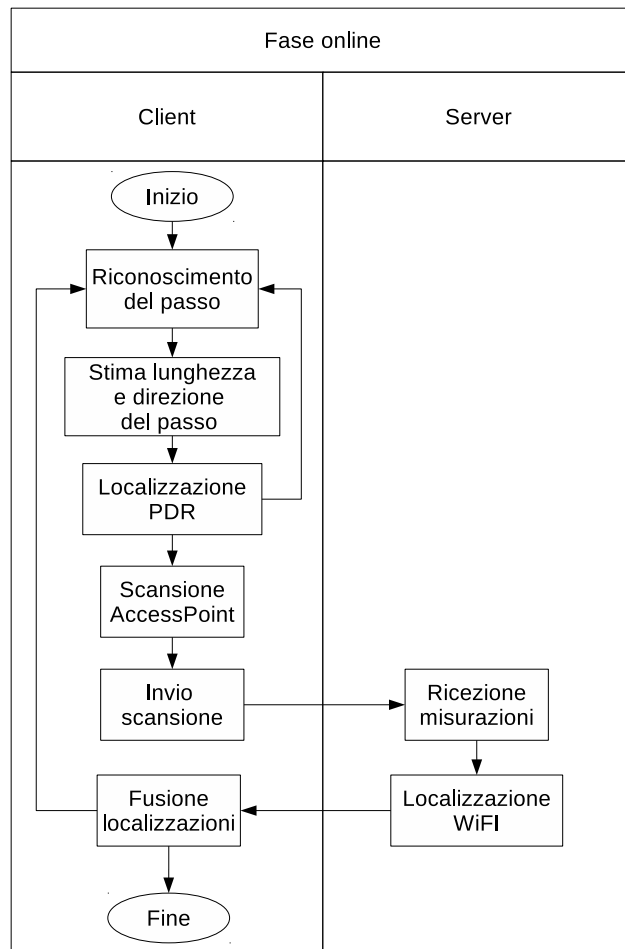 Fase online
Client
Server
Inizio
Riconoscimento
del passo
Stima lunghezza
e direzione
del passo
Localizzazione
PDR
Scansione
AccessPoint
Invio
scansione
Ricezione
misurazioni
Fusione
localizzazioni
Localizzazione
WiFI
Fine